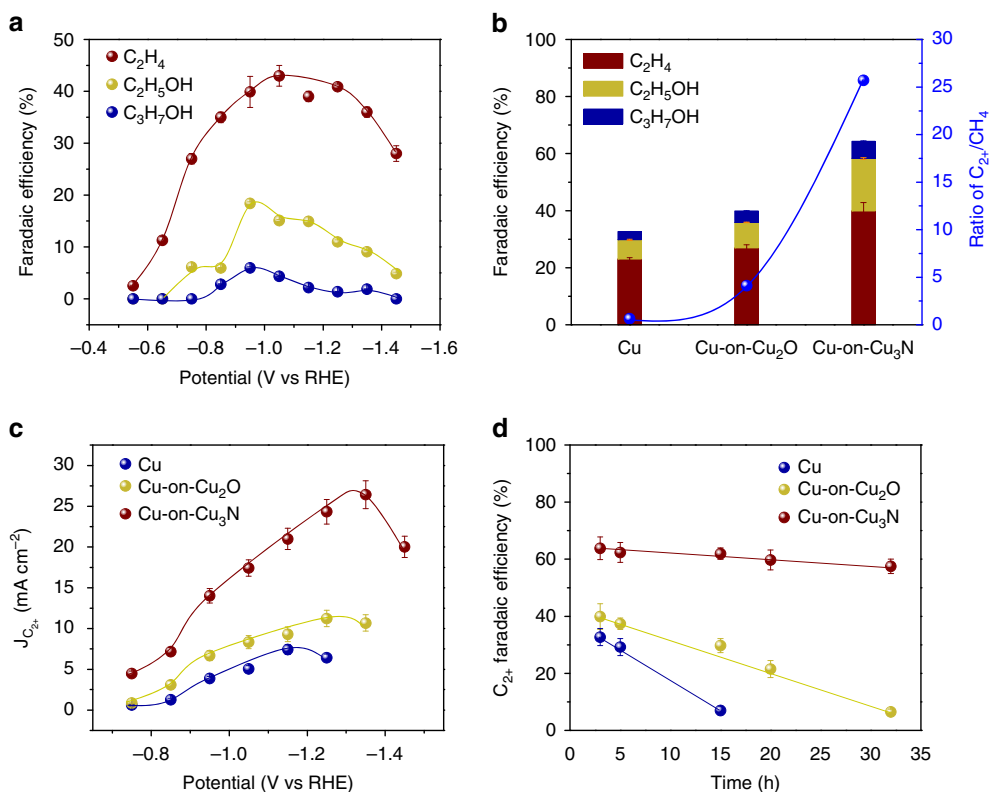 a
50
40
30
20
10
0
Faradaic efficiency (%)
C₂H₄
C₂H₅OH
C₃H₇OH
−0.4 −0.6 −0.8 −1.0 −1.2 −1.4 −1.6
Potential (V vs RHE)
b
100
80
60
40
20
0
Faradaic efficiency (%)
C₂H₄
C₂H₅OH
C₃H₇OH
30
25
20
15
10
5
0
Ratio of C₂₊/CH₄
Cu Cu-on-Cu₂O Cu-on-Cu₃N
c
30
25
20
15
10
5
0
J_C₂₊ (mA cm⁻²)
Cu
Cu-on-Cu₂O
Cu-on-Cu₃N
−0.8 −1.0 −1.2 −1.4
Potential (V vs RHE)
d
100
80
60
40
20
0
C₂₊ faradaic efficiency (%)
Cu
Cu-on-Cu₂O
Cu-on-Cu₃N
0 5 10 15 20 25 30 35
Time (h)